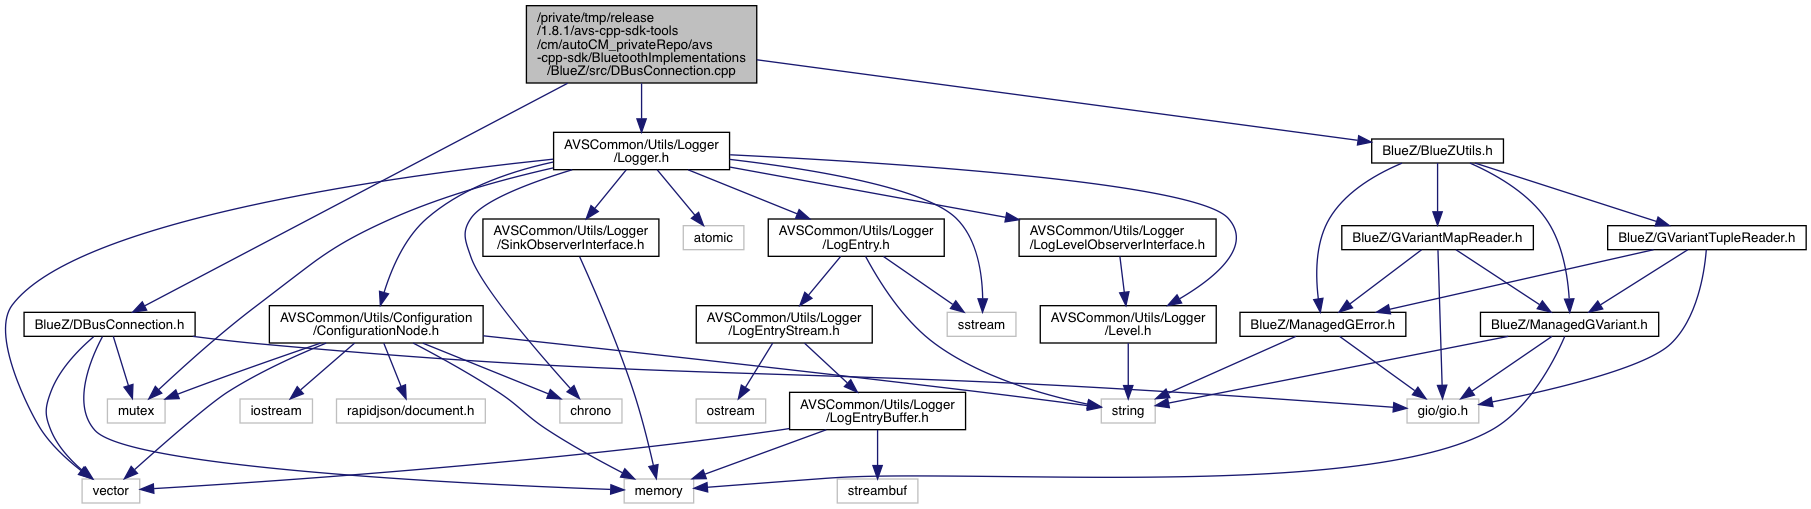 /private/tmp/release
/1.8.1/avs-cpp-sdk-tools
/cm/autoCM_privateRepo/avs
-cpp-sdk/BluetoothImplementations
/BlueZ/src/DBusConnection.cpp
AVSCommon/Utils/Logger
/Logger.h
BlueZ/BlueZUtils.h
AVSCommon/Utils/Logger
/SinkObserverInterface.h
atomic
AVSCommon/Utils/Logger
/LogEntry.h
AVSCommon/Utils/Logger
/LogLevelObserverInterface.h
BlueZ/GVariantMapReader.h
BlueZ/GVariantTupleReader.h
BlueZ/DBusConnection.h
AVSCommon/Utils/Configuration
/ConfigurationNode.h
AVSCommon/Utils/Logger
/LogEntryStream.h
sstream
AVSCommon/Utils/Logger
/Level.h
BlueZ/ManagedGError.h
BlueZ/ManagedGVariant.h
mutex
iostream
rapidjson/document.h
chrono
ostream
AVSCommon/Utils/Logger
/LogEntryBuffer.h
string
gio/gio.h
vector
memory
streambuf